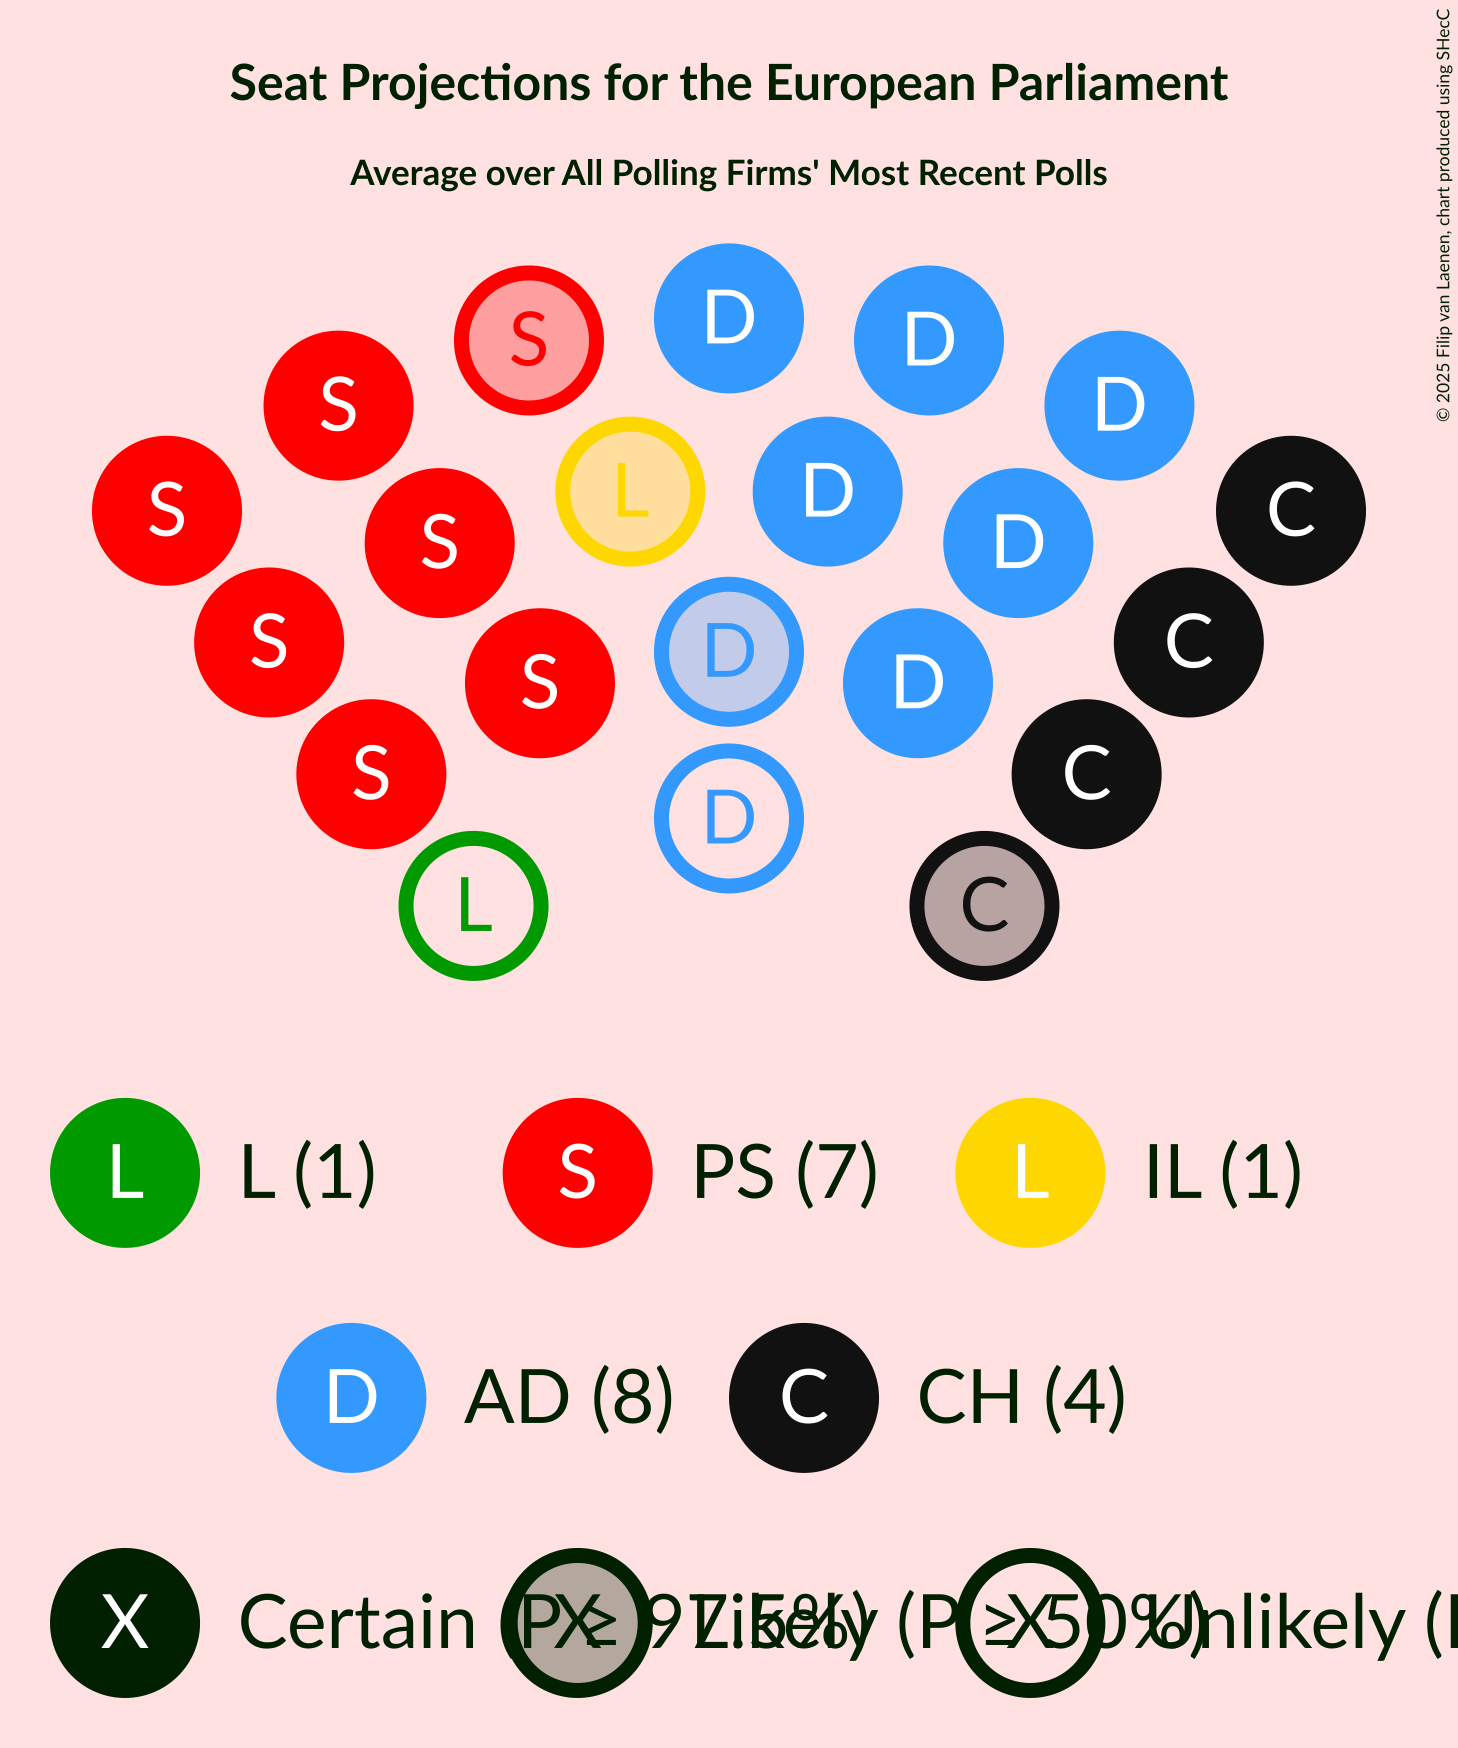 Seat Projections for the European Parliament
Average over All Polling Firms' Most Recent Polls
© 2025 Filip van Laenen, chart produced using SHecC
D
S D
S D
S L D C
S D
S D C
S D
S D C
D
L C
L L (1) S PS (7) L IL (1)
D AD (8) C CH (4)
X Certain (P ≥ 97.5%) X Likely (P ≥ 50%) X Unlikely